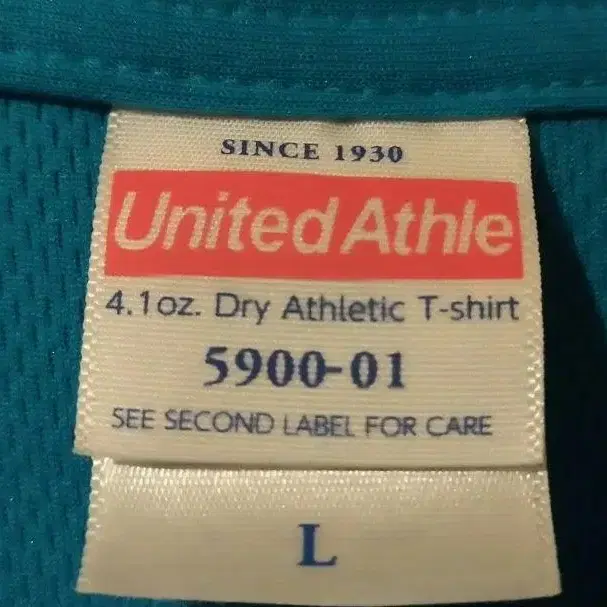 SINCE 1930
United Athle
4.1oz. Dry Athletic T-shirt
5900-01
SEE SECOND LABEL FOR CARE
L